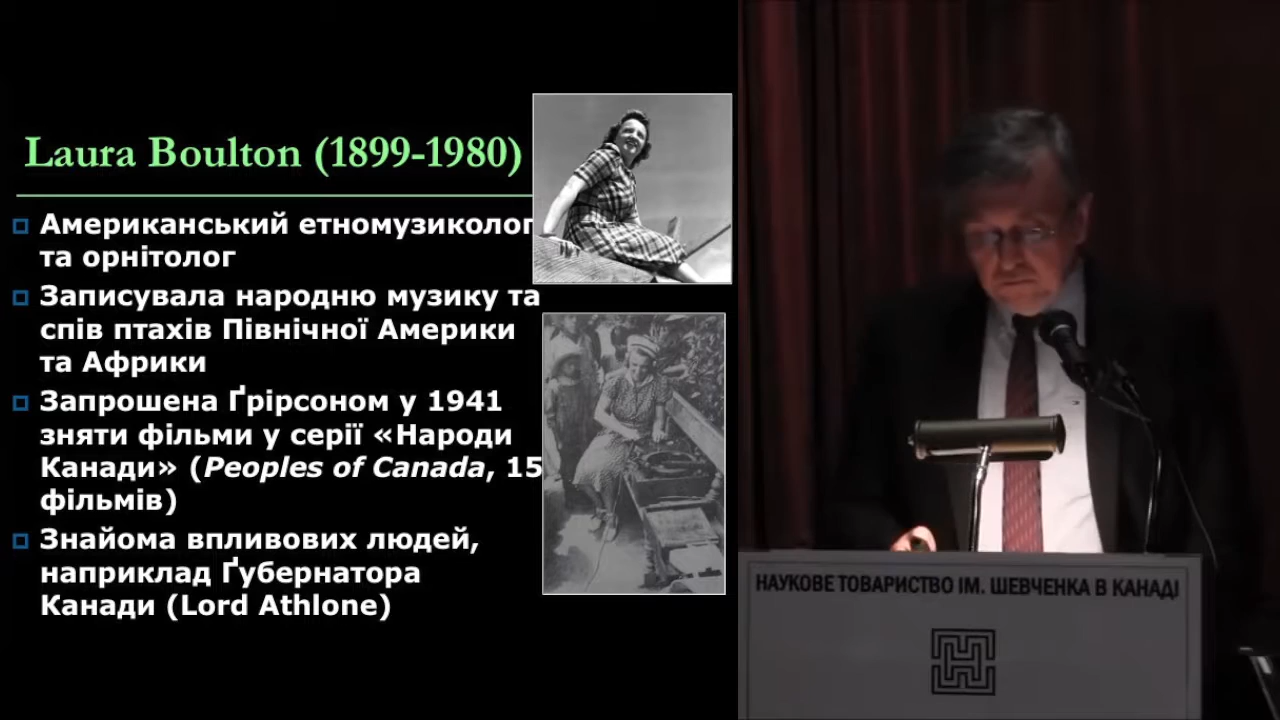 Laura Boulton (1899-1980)
Американський етномузиколог
та орнітолог
Записувала народню музику та
спів птахів Північної Америки
та Африки
Запрошена Ґрірсоном у 1941
зняти фільми у серії «Народи
Канади» (Peoples of Canada, 15
фільмів)
Знайома впливових людей,
наприклад Ґубернатора
Канади (Lord Athlone)
НАУКОВЕ ТОВАРИСТВО ІМ. ШЕВЧЕНКА В КАНАДІ